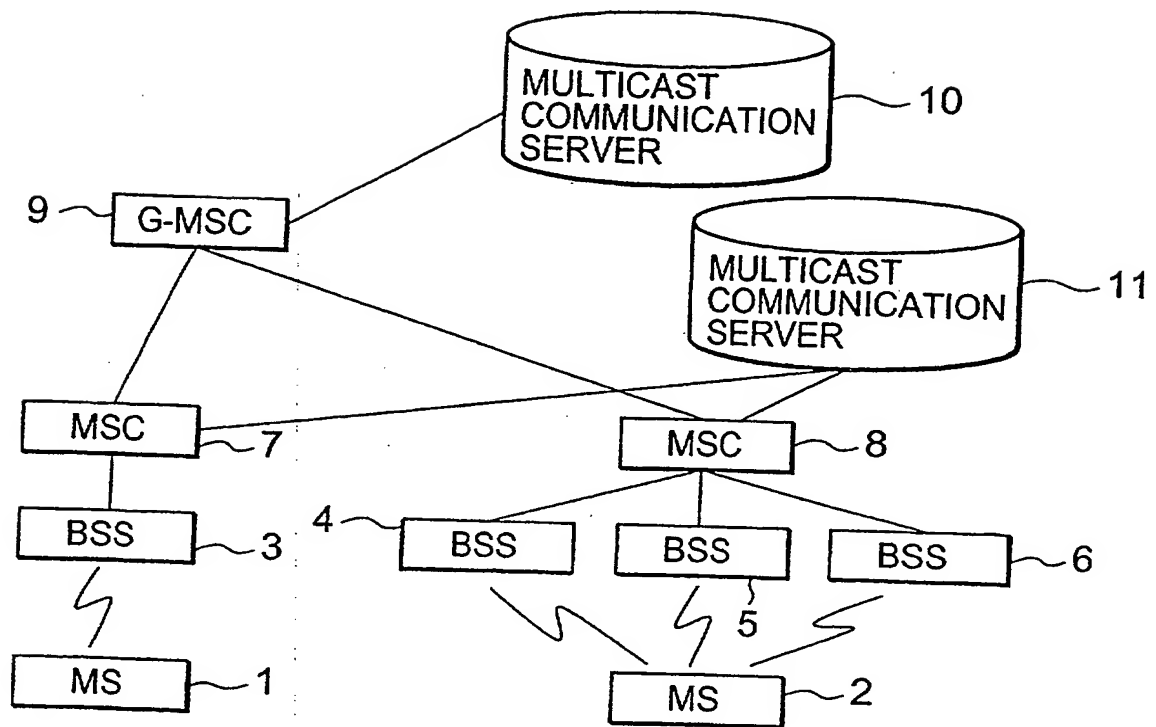 MULTICAST
COMMUNICATION
SERVER
10
9
G-MSC
MULTICAST
COMMUNICATION
SERVER
11
MSC
7
MSC
8
BSS
3
4
BSS
BSS
5
BSS
6
MS
1
MS
2